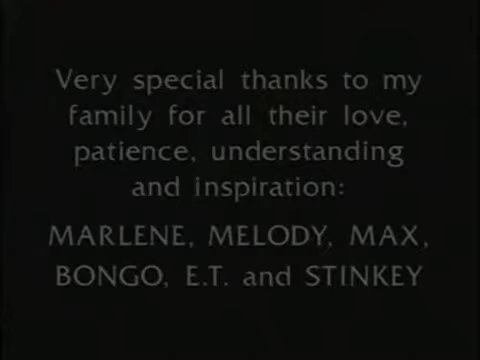 Very special thanks to my
family for all their love,
patience, understanding
and inspiration:
MARLENE, MELODY, MAX,
BONGO, E.T. and STINKEY